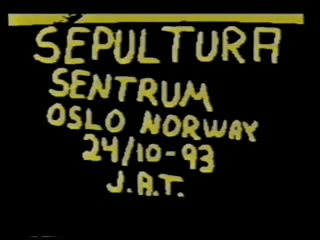 SEPULTURA
SENTRUM
OSLO NORWAY
24/10-93
J.A.T.